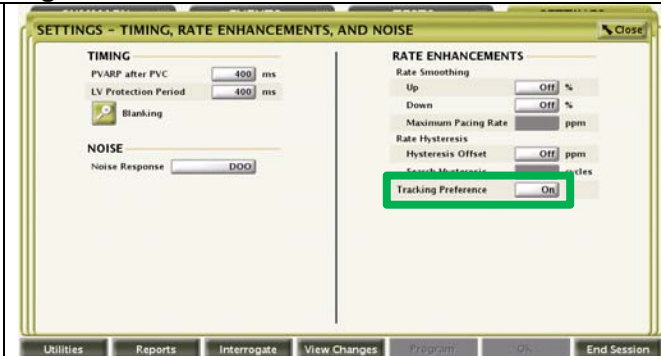 SETTINGS - TIMING, RATE ENHANCEMENTS, AND NOISE
Close
TIMING
PVARP after PVC 400 ms
LV Protection Period 400 ms
Blanking
NOISE
Noise Response DOO
RATE ENHANCEMENTS
Rate Smoothing
Up Off %
Down Off %
Maximum Pacing Rate ppm
Rate Hysteresis
Hysteresis Offset Off ppm
Search Hysteresis cycles
Tracking Preference On
Utilities Reports Interrogate View Changes Program OK End Session